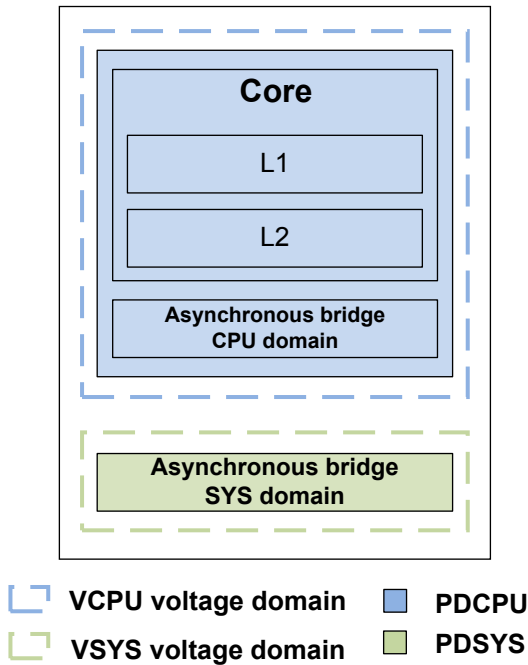 Core
L1
L2
Asynchronous bridge
CPU domain
Asynchronous bridge
SYS domain
VCPU voltage domain
PDCPU
VSYS voltage domain
PDSYS